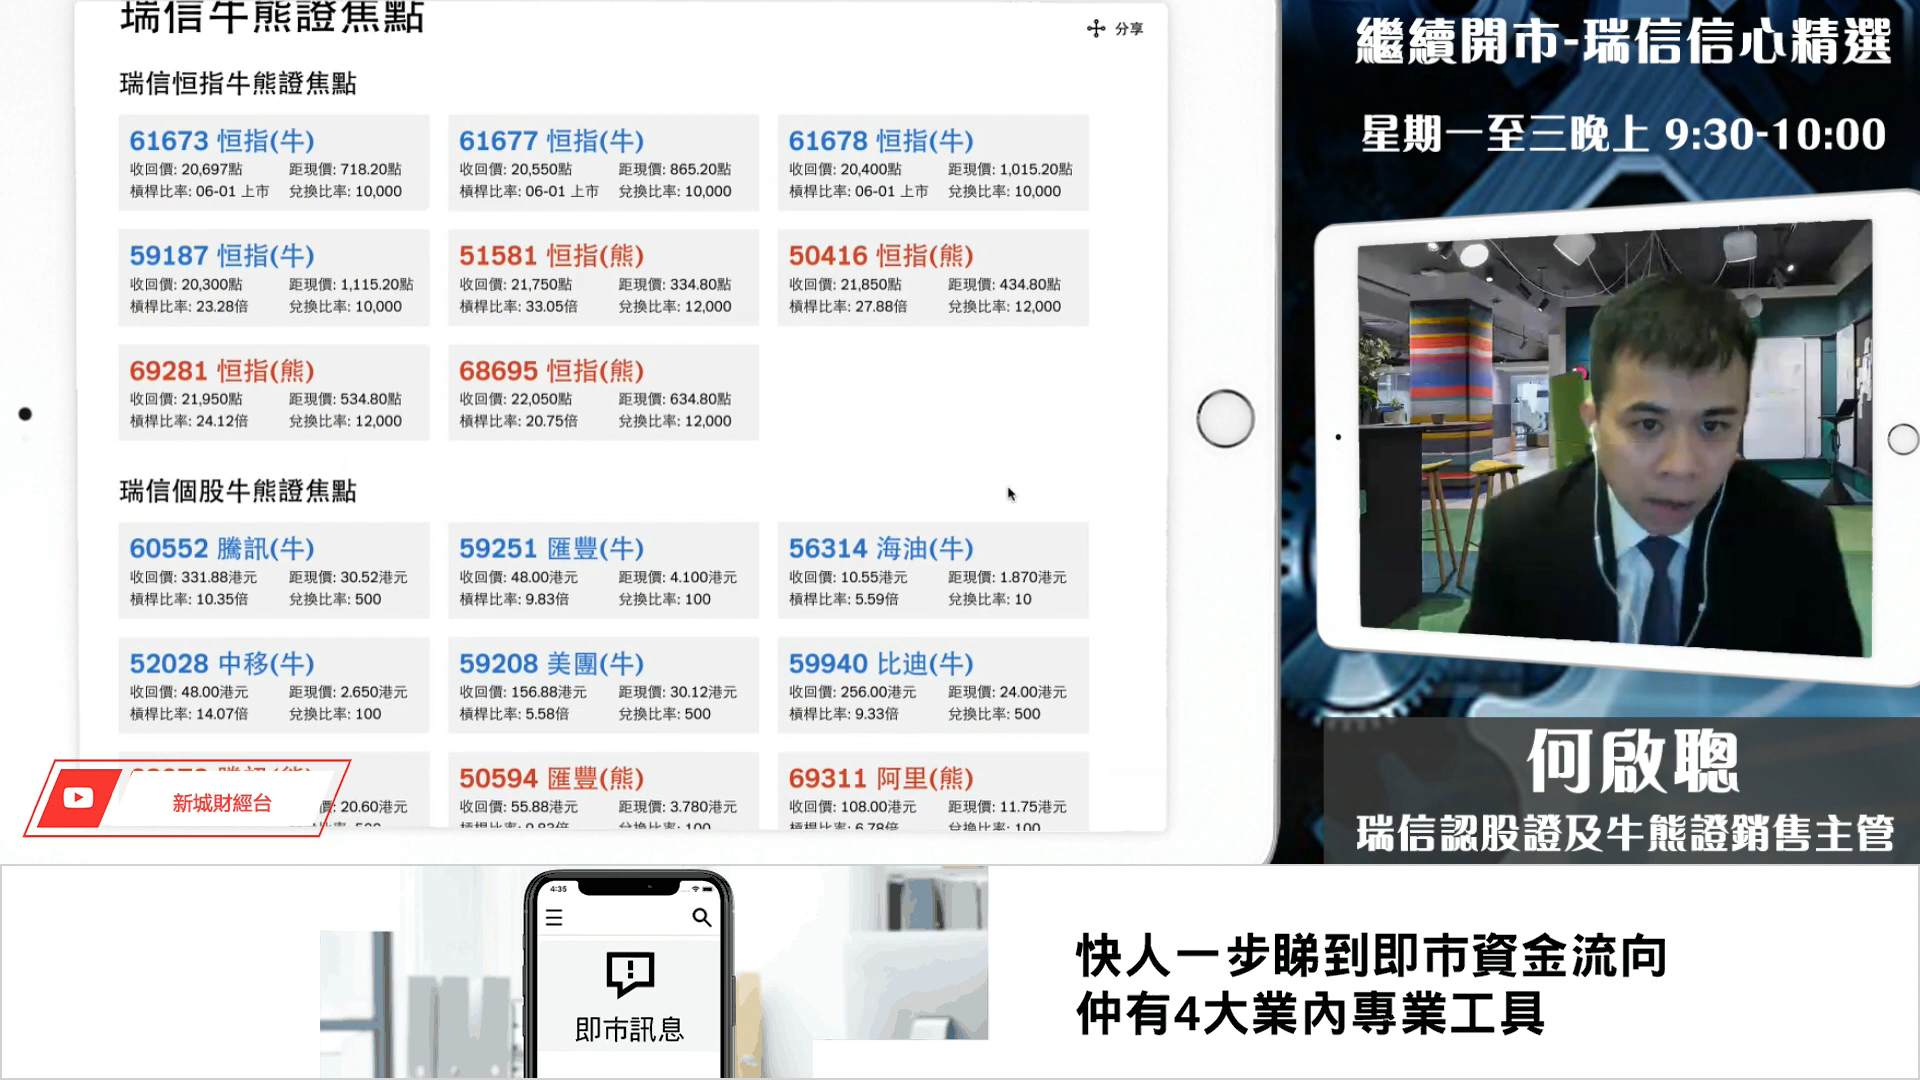 瑞信牛熊證焦點
分享
瑞信恒指牛熊證焦點
61673 恒指(牛)
收回價: 20,697點 距現價: 718.20點
槓桿比率: 06-01 上市 兌換比率: 10,000
61677 恒指(牛)
收回價: 20,550點 距現價: 865.20點
槓桿比率: 06-01 上市 兌換比率: 10,000
61678 恒指(牛)
收回價: 20,400點 距現價: 1,015.20點
槓桿比率: 06-01 上市 兌換比率: 10,000
59187 恒指(牛)
收回價: 20,300點 距現價: 1,115.20點
槓桿比率: 23.28倍 兌換比率: 10,000
51581 恒指(熊)
收回價: 21,750點 距現價: 334.80點
槓桿比率: 33.05倍 兌換比率: 12,000
50416 恒指(熊)
收回價: 21,850點 距現價: 434.80點
槓桿比率: 27.88倍 兌換比率: 12,000
69281 恒指(熊)
收回價: 21,950點 距現價: 534.80點
槓桿比率: 24.12倍 兌換比率: 12,000
68695 恒指(熊)
收回價: 22,050點 距現價: 634.80點
槓桿比率: 20.75倍 兌換比率: 12,000
瑞信個股牛熊證焦點
60552 騰訊(牛)
收回價: 331.88港元 距現價: 30.52港元
槓桿比率: 10.35倍 兌換比率: 500
59251 匯豐(牛)
收回價: 48.00港元 距現價: 4.100港元
槓桿比率: 9.83倍 兌換比率: 100
56314 海油(牛)
收回價: 10.55港元 距現價: 1.870港元
槓桿比率: 5.59倍 兌換比率: 10
52028 中移(牛)
收回價: 48.00港元 距現價: 2.650港元
槓桿比率: 14.07倍 兌換比率: 100
59208 美團(牛)
收回價: 156.88港元 距現價: 30.12港元
槓桿比率: 5.58倍 兌換比率: 500
59940 比迪(牛)
收回價: 256.00港元 距現價: 24.00港元
槓桿比率: 9.33倍 兌換比率: 500
20.60港元
50594 匯豐(熊)
收回價: 55.88港元 距現價: 3.780港元
槓桿比率: 9.83倍 兌換比率: 100
69311 阿里(熊)
收回價: 108.00港元 距現價: 11.75港元
槓桿比率: 6.78倍 兌換比率: 100
新城財經台
繼續開市-瑞信信心精選
星期一至三晚上 9:30-10:00
何啟聰
瑞信認股證及牛熊證銷售主管
4:35
即市訊息
快人一步睇到即市資金流向
仲有4大業內專業工具